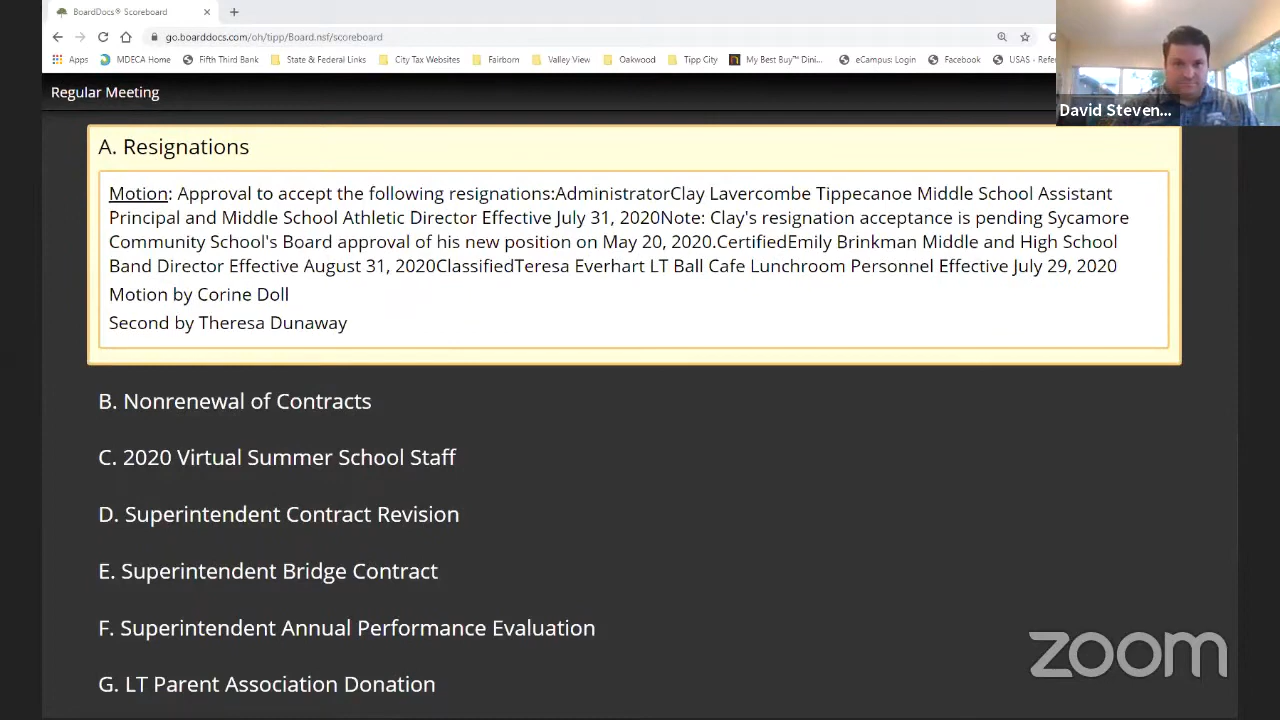 BoardDocs® Scoreboard
go.boarddocs.com/oh/tipp/Board.nsf/scoreboard
Apps MDECA Home Fifth Third Bank State & Federal Links City Tax Websites Fairborn Valley View Oakwood Tipp City My Best Buy™ Dini... eCampus: Login Facebook USAS - Refe
David Steven...
Regular Meeting
A. Resignations
Motion: Approval to accept the following resignations:AdministratorClay Lavercombe Tippecanoe Middle School Assistant
Principal and Middle School Athletic Director Effective July 31, 2020Note: Clay's resignation acceptance is pending Sycamore
Community School's Board approval of his new position on May 20, 2020.CertifiedEmily Brinkman Middle and High School
Band Director Effective August 31, 2020ClassifiedTeresa Everhart LT Ball Cafe Lunchroom Personnel Effective July 29, 2020
Motion by Corine Doll
Second by Theresa Dunaway
B. Nonrenewal of Contracts
C. 2020 Virtual Summer School Staff
D. Superintendent Contract Revision
E. Superintendent Bridge Contract
F. Superintendent Annual Performance Evaluation
G. LT Parent Association Donation
zoom